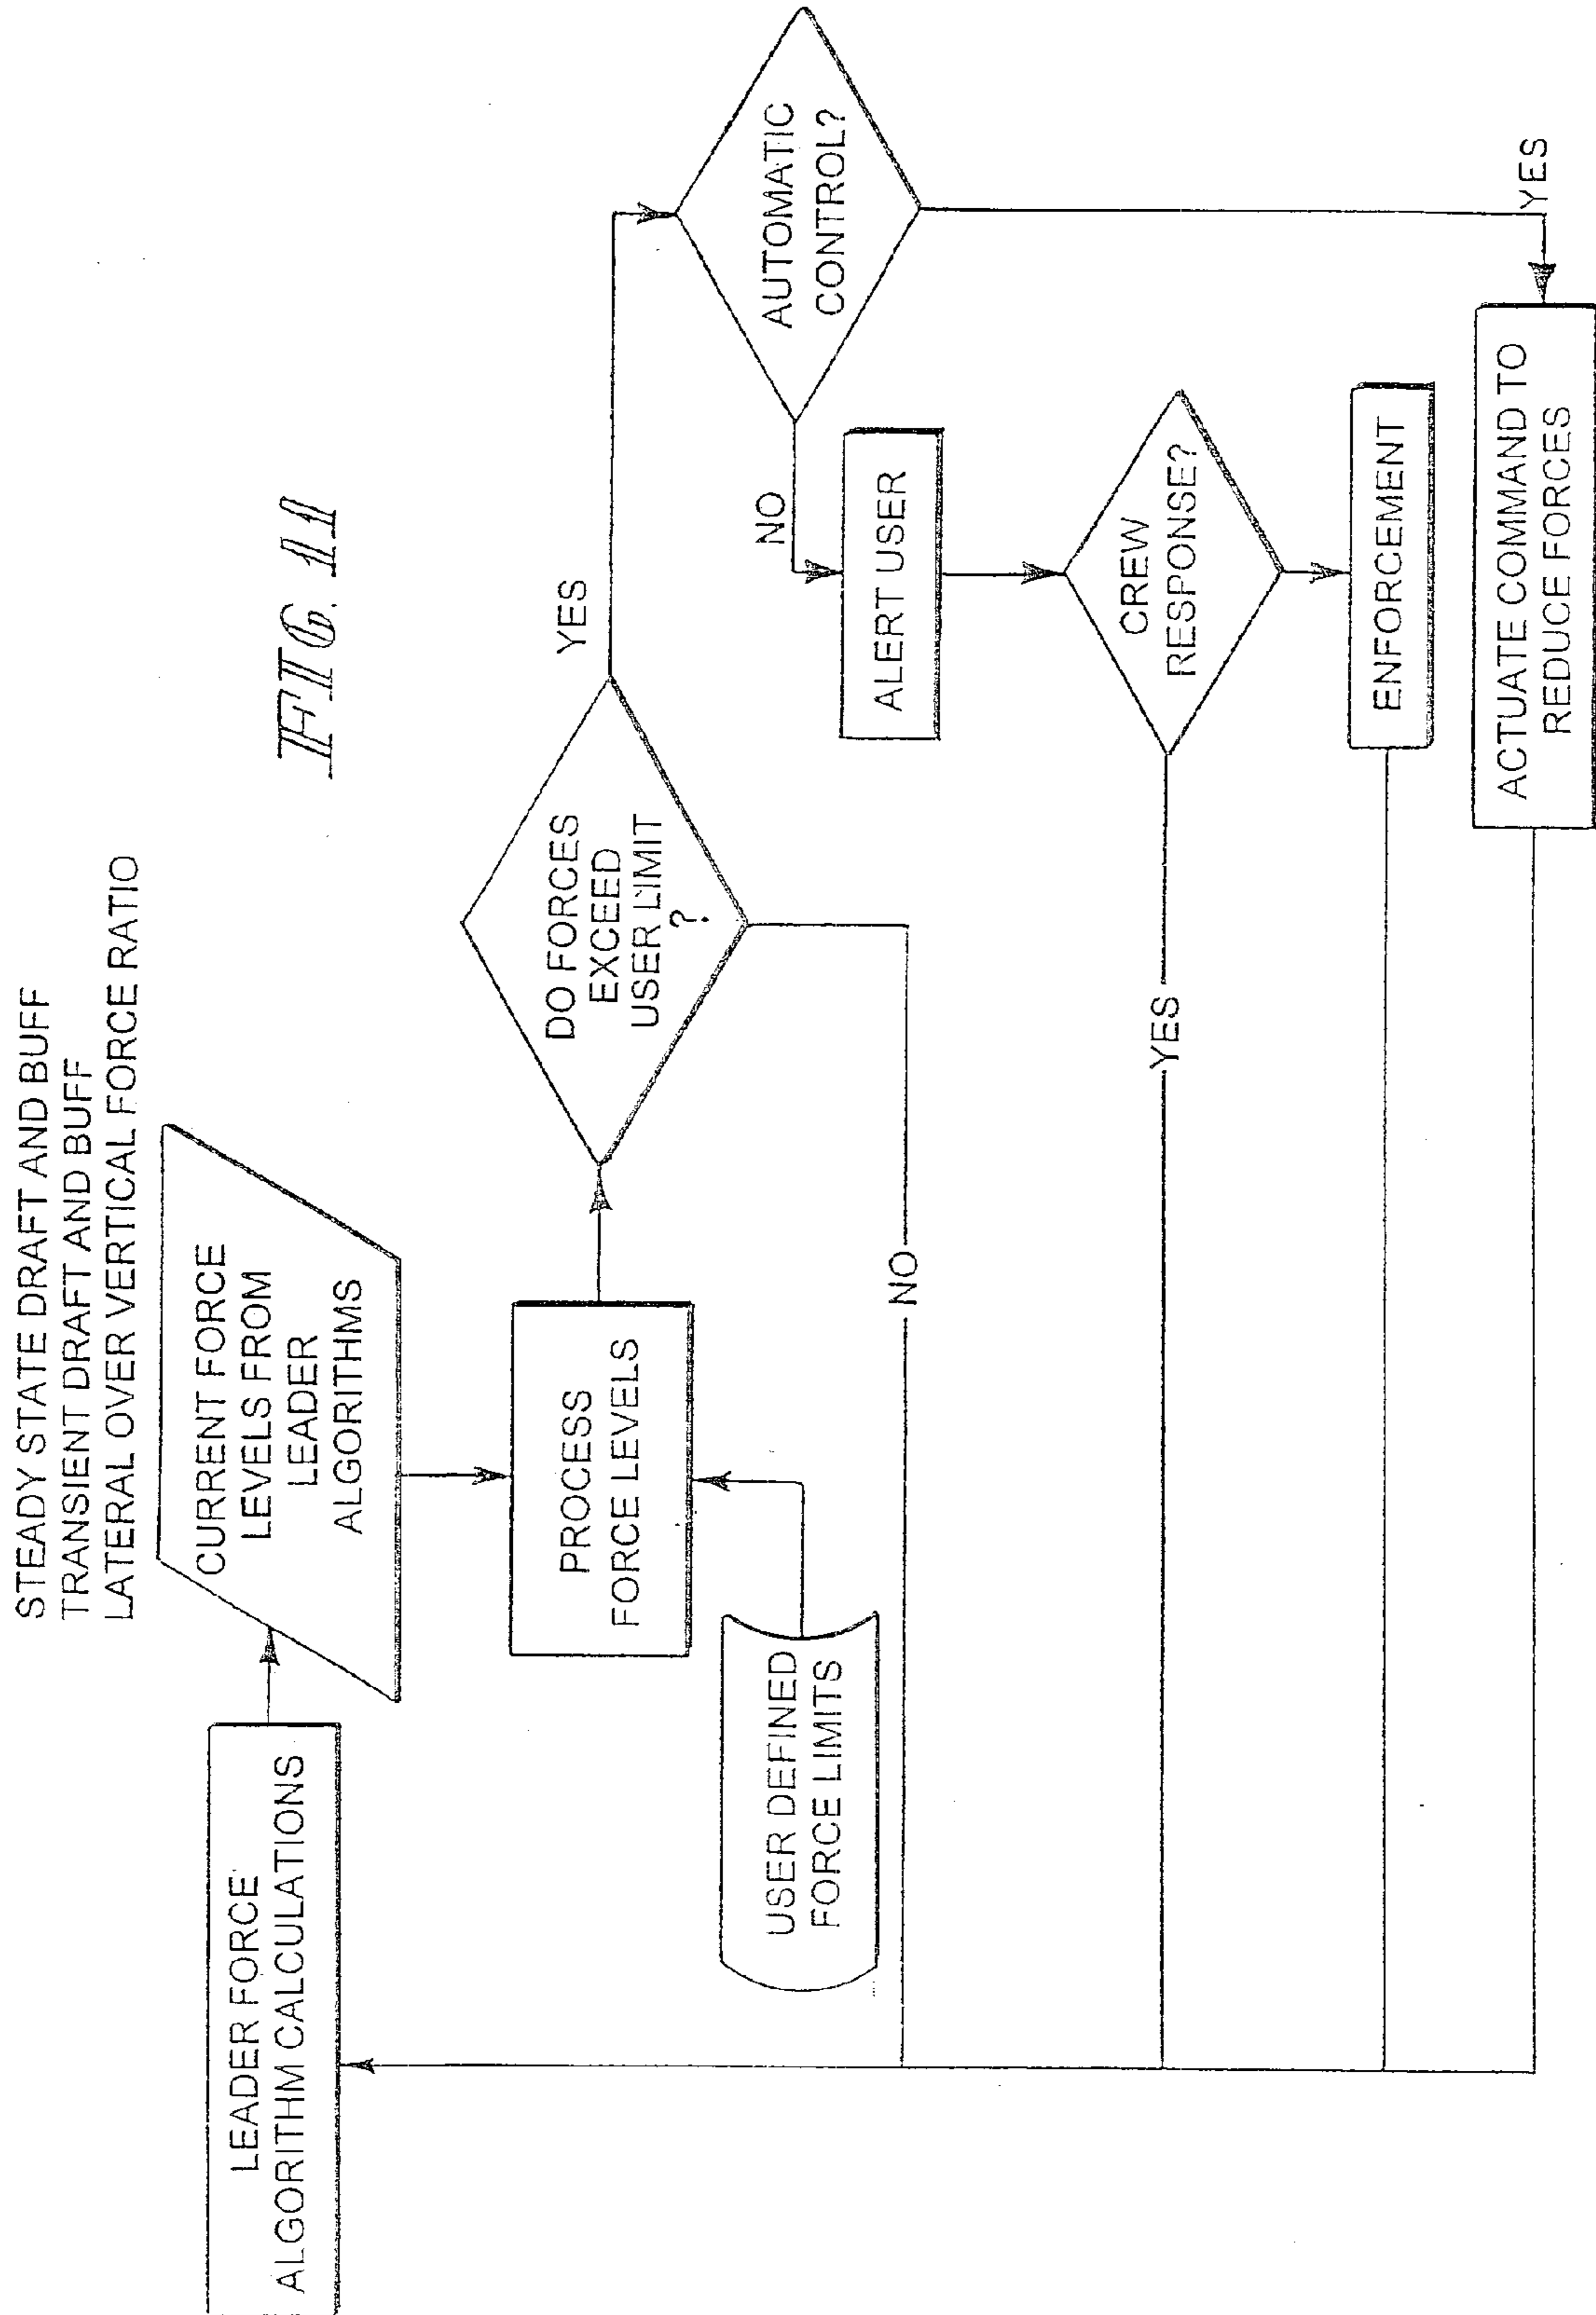 STEADY STATE DRAFT AND BUFF
TRANSIENT DRAFT AND BUFF
LATERAL OVER VERTICAL FORCE RATIO
FIG. 11
LEADER FORCE
ALGORITHM CALCULATIONS
CURRENT FORCE
LEVELS FROM
LEADER
ALGORITHMS
PROCESS
FORCE LEVELS
USER DEFINED
FORCE LIMITS
DO FORCES
EXCEED
USER LIMIT
?
YES
NO
AUTOMATIC
CONTROL?
NO
ALERT USER
CREW
RESPONSE?
YES
ENFORCEMENT
YES
ACTUATE COMMAND TO
REDUCE FORCES